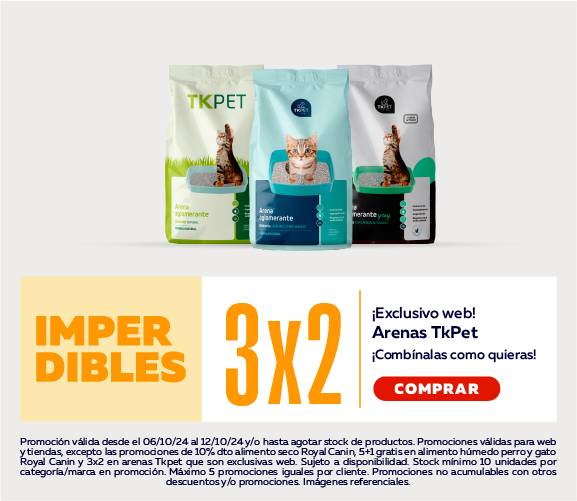 TKPET
TKPET
TKPET
Arena
aglomerante
Arena
aglomerante
aglomerante
IMPER
DIBLES
3x2
¡Exclusivo web!
Arenas TkPet
¡Combínalas como quieras!
COMPRAR
Promoción válida desde el 06/10/24 al 12/10/24 y/o hasta agotar stock de productos. Promociones válidas para web
y tiendas, excepto las promociones de 10% dto alimento seco Royal Canin, 5+1 gratis en alimento húmedo perro y gato
Royal Canin y 3x2 en arenas Tkpet que son exclusivas web. Sujeto a disponibilidad. Stock mínimo 10 unidades por
categoría/marca en promoción. Máximo 5 promociones iguales por cliente. Promociones no acumulables con otros
descuentos y/o promociones. Imágenes referenciales.